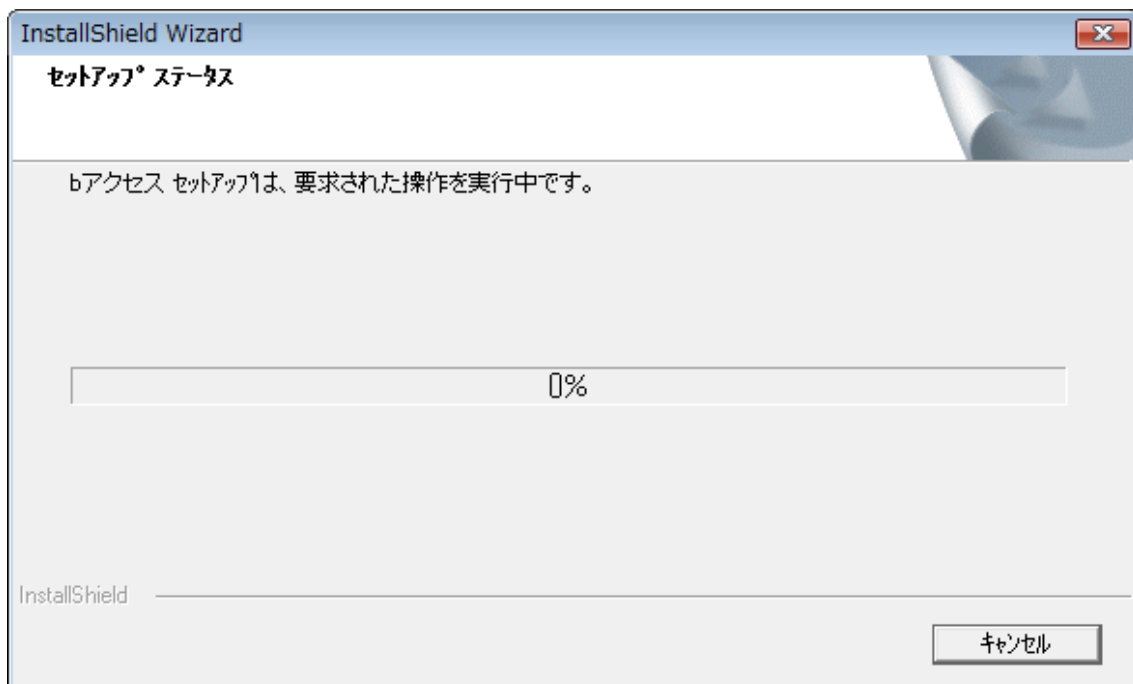 InstallShield Wizard
セットアップ ステータス
bアクセス セットアップは、要求された操作を実行中です。
0%
InstallShield
キャンセル